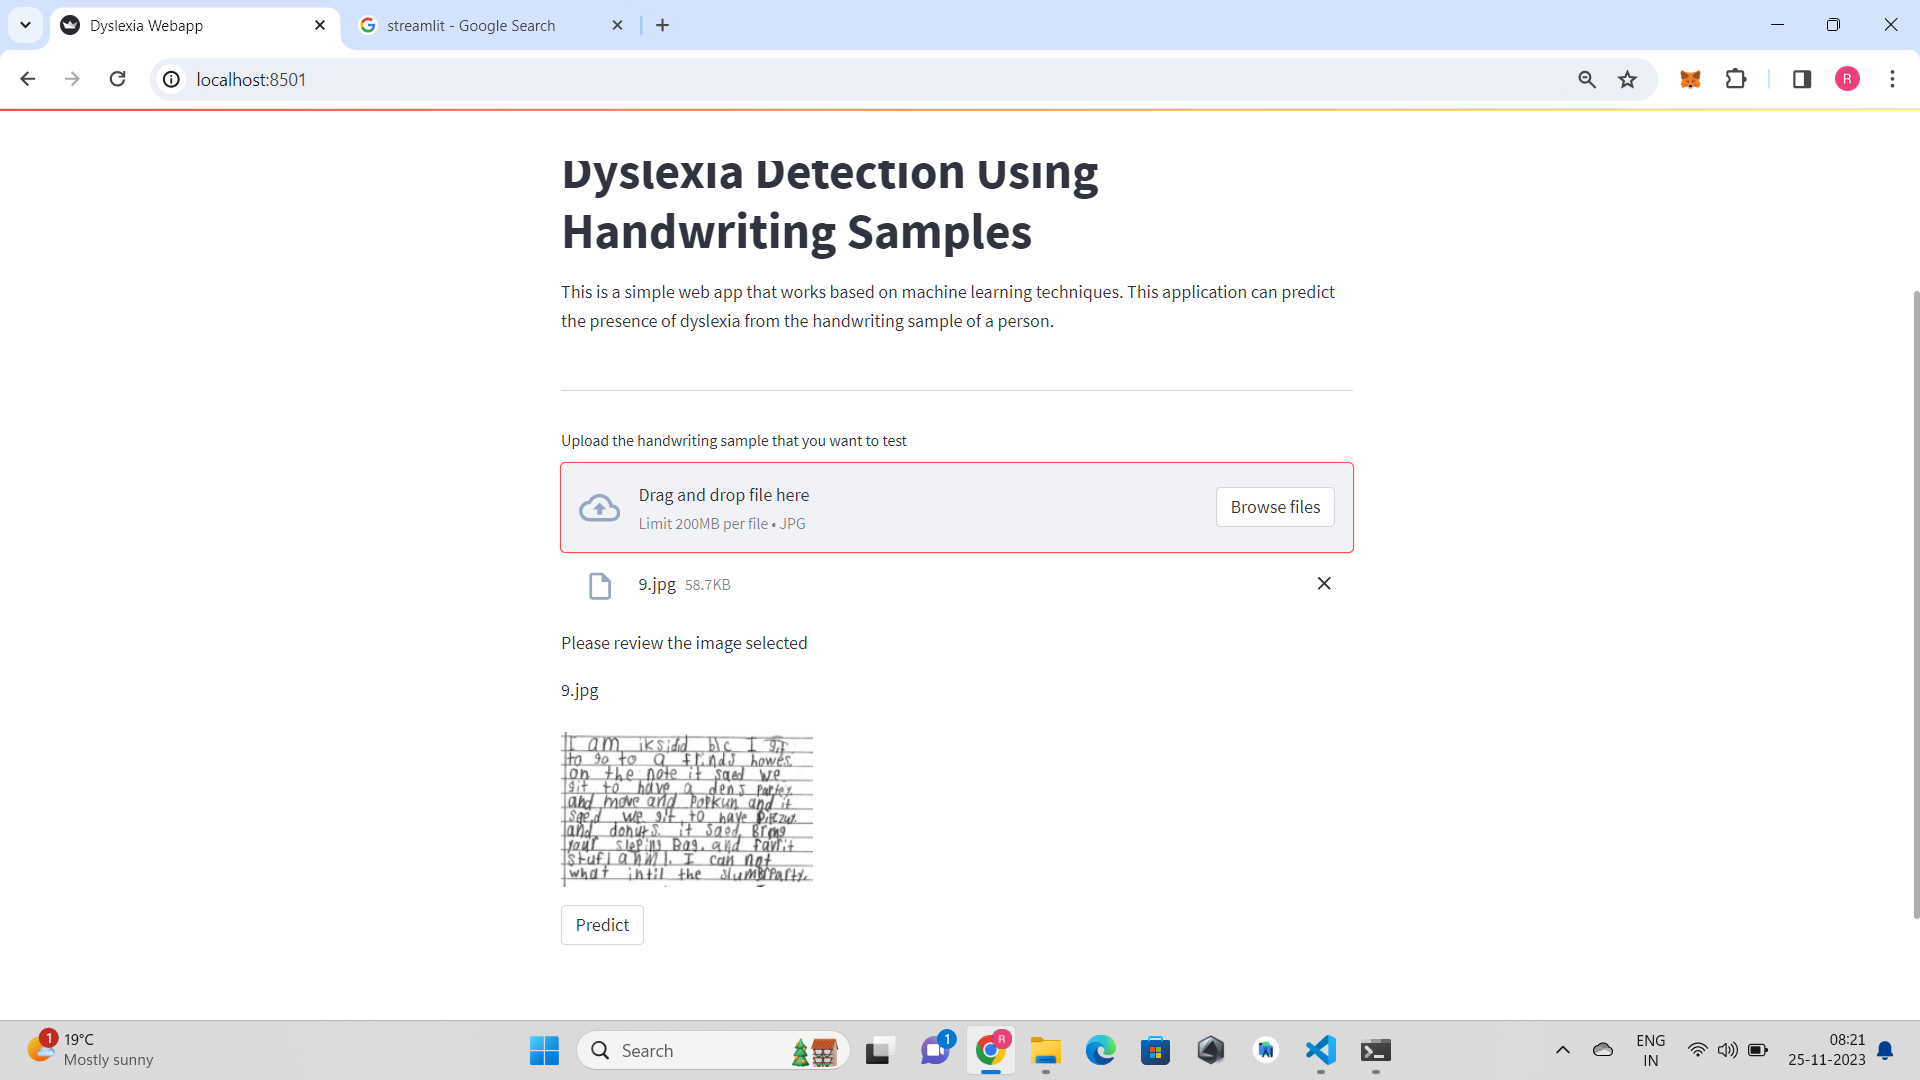 Dyslexia Webapp
streamlit - Google Search
localhost:8501
R
Dyslexia Detection Using
Handwriting Samples
This is a simple web app that works based on machine learning techniques. This application can predict
the presence of dyslexia from the handwriting sample of a person.
Upload the handwriting sample that you want to test
Drag and drop file here
Limit 200MB per file • JPG
Browse files
9.jpg 58.7KB
Please review the image selected
9.jpg
I am iksidid b/c I git
to go to a frinds howes.
on the note it saed we
git to have a dens partey
and move and Popkun and it
saed we git to have
and donuts. it saed Bring
your sleping Bag. and favrit
stuf anml. I can not
what intil the slumberparty.
Predict
1
19°C
Mostly sunny
Search
1
R
ENG
IN
08:21
25-11-2023